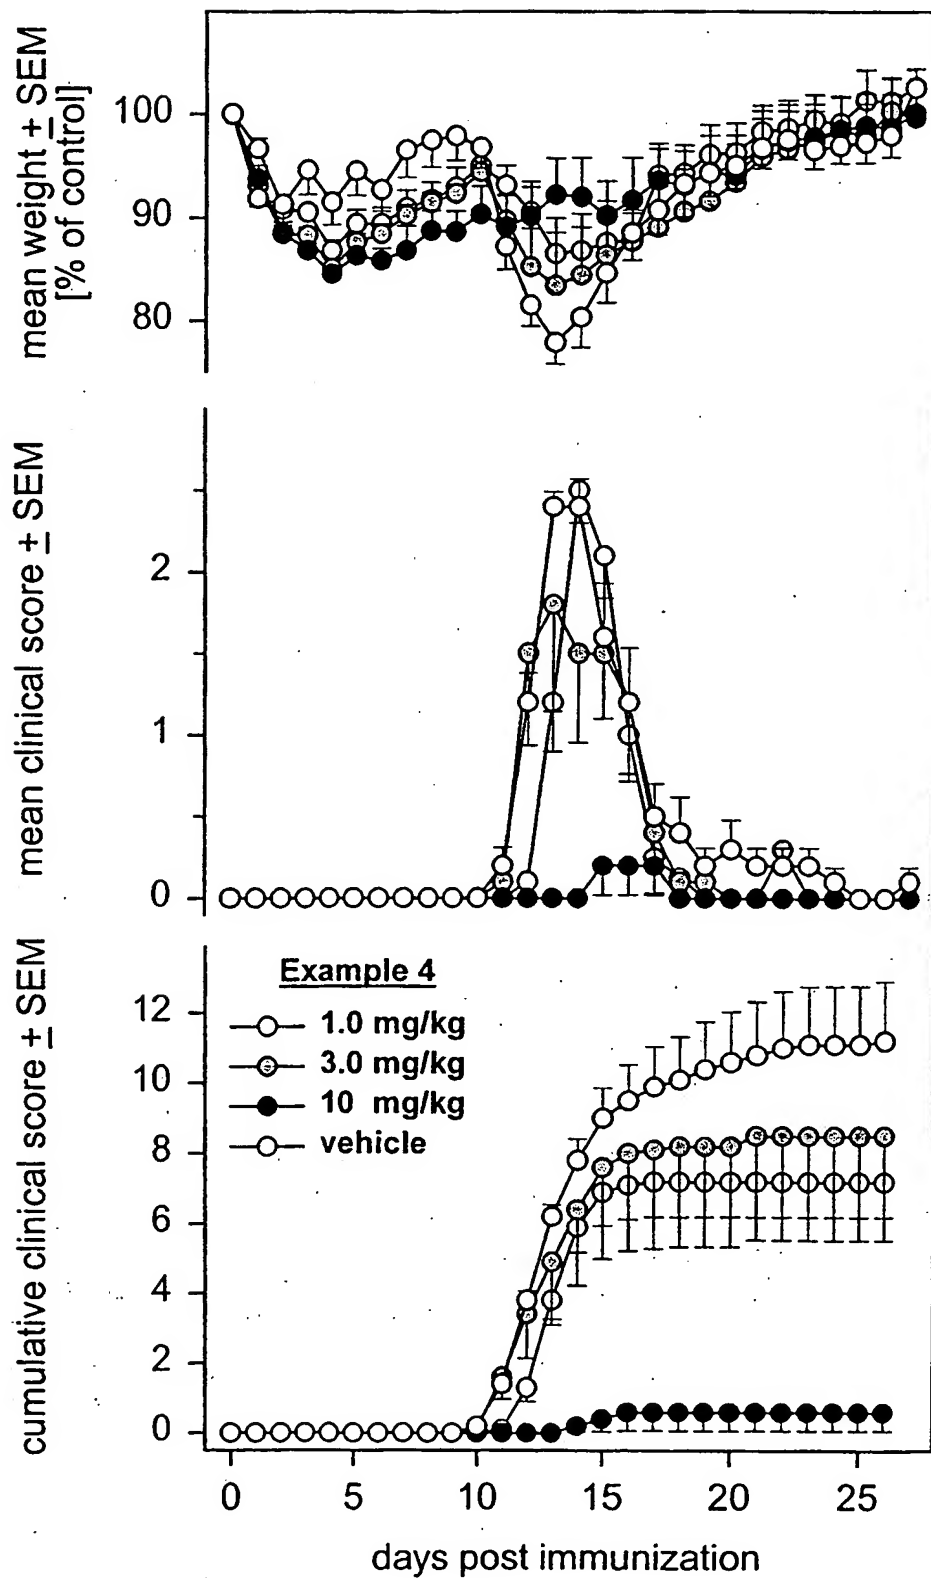 mean weight ± SEM
[% of control]
100
90
80
mean clinical score ± SEM
2
1
0
cumulative clinical score ± SEM
12
10
8
6
4
2
0
Example 4
1.0 mg/kg
3.0 mg/kg
10 mg/kg
vehicle
0 5 10 15 20 25
days post immunization